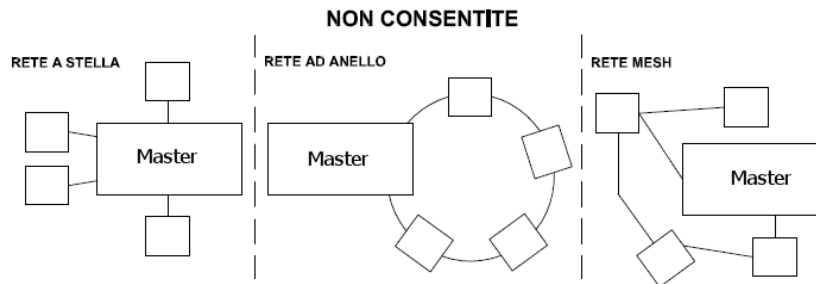 NON CONSENTITE
RETE A STELLA
RETE AD ANELLO
RETE MESH
Master
Master
Master